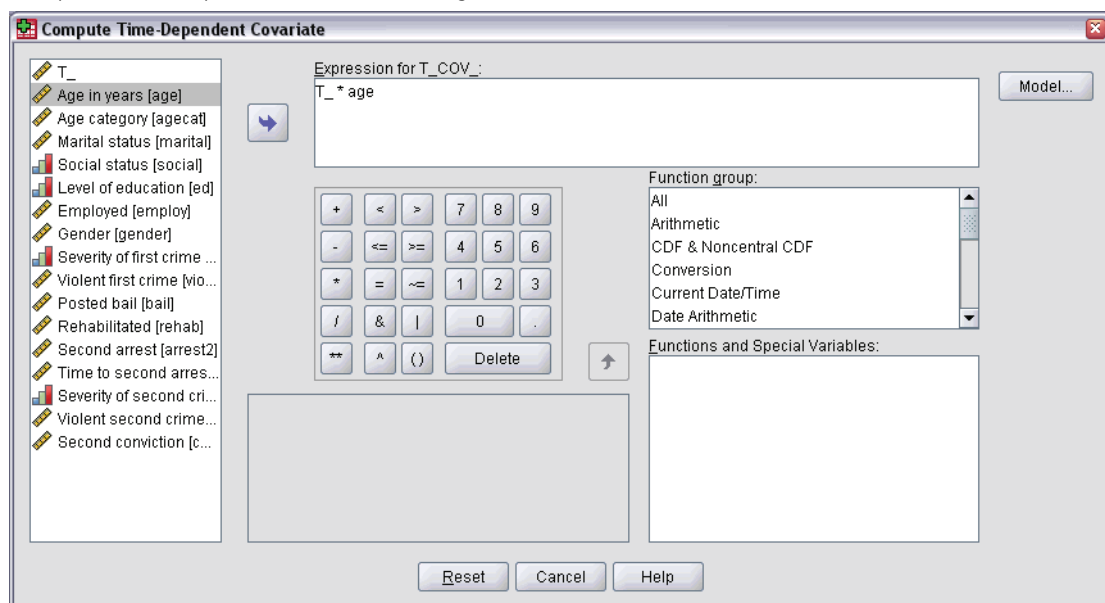 Compute Time-Dependent Covariate
T_
Age in years [age]
Age category [agecat]
Marital status [marital]
Social status [social]
Level of education [ed]
Employed [employ]
Gender [gender]
Severity of first crime ...
Violent first crime [vio...
Posted bail [bail]
Rehabilitated [rehab]
Second arrest [arrest2]
Time to second arres...
Severity of second cri...
Violent second crime...
Second conviction [c...
Expression for T_COV_:
T_ * age
Model...
+ < > 7 8 9
- <= >= 4 5 6
* = ~= 1 2 3
/ & | 0 .
** ^ () Delete
Function group:
All
Arithmetic
CDF & Noncentral CDF
Conversion
Current Date/Time
Date Arithmetic
Functions and Special Variables:
Reset Cancel Help